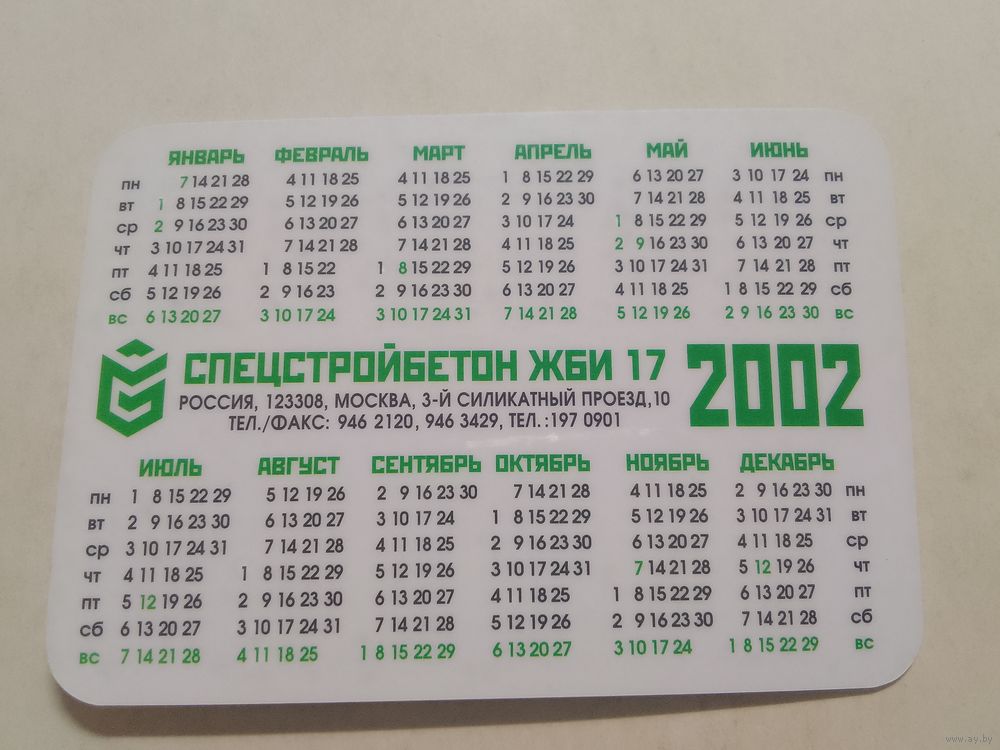 ЯНВАРЬ ФЕВРАЛЬ МАРТ АПРЕЛЬ МАЙ ИЮНЬ
пн 7 14 21 28 4 11 18 25 4 11 18 25 1 8 15 22 29 6 13 20 27 3 10 17 24 пн
вт 1 8 15 22 29 5 12 19 26 5 12 19 26 2 9 16 23 30 7 14 21 28 4 11 18 25 вт
ср 2 9 16 23 30 6 13 20 27 6 13 20 27 3 10 17 24 1 8 15 22 29 5 12 19 26 ср
чт 3 10 17 24 31 7 14 21 28 7 14 21 28 4 11 18 25 2 9 16 23 30 6 13 20 27 чт
пт 4 11 18 25 1 8 15 22 1 8 15 22 29 5 12 19 26 3 10 17 24 31 7 14 21 28 пт
сб 5 12 19 26 2 9 16 23 2 9 16 23 30 6 13 20 27 4 11 18 25 1 8 15 22 29 сб
вс 6 13 20 27 3 10 17 24 3 10 17 24 31 7 14 21 28 5 12 19 26 2 9 16 23 30 вс
СПЕЦСТРОЙБЕТОН ЖБИ 17 2002
РОССИЯ, 123308, МОСКВА, 3-Й СИЛИКАТНЫЙ ПРОЕЗД,10
ТЕЛ./ФАКС: 946 2120, 946 3429, ТЕЛ.:197 0901
ИЮЛЬ АВГУСТ СЕНТЯБРЬ ОКТЯБРЬ НОЯБРЬ ДЕКАБРЬ
пн 1 8 15 22 29 5 12 19 26 2 9 16 23 30 7 14 21 28 4 11 18 25 2 9 16 23 30 пн
вт 2 9 16 23 30 6 13 20 27 3 10 17 24 1 8 15 22 29 5 12 19 26 3 10 17 24 31 вт
ср 3 10 17 24 31 7 14 21 28 4 11 18 25 2 9 16 23 30 6 13 20 27 4 11 18 25 ср
чт 4 11 18 25 1 8 15 22 29 5 12 19 26 3 10 17 24 31 7 14 21 28 5 12 19 26 чт
пт 5 12 19 26 2 9 16 23 30 6 13 20 27 4 11 18 25 1 8 15 22 29 6 13 20 27 пт
сб 6 13 20 27 3 10 17 24 31 7 14 21 28 5 12 19 26 2 9 16 23 30 7 14 21 28 сб
вс 7 14 21 28 4 11 18 25 1 8 15 22 29 6 13 20 27 3 10 17 24 1 8 15 22 29 вс
www.ay.by